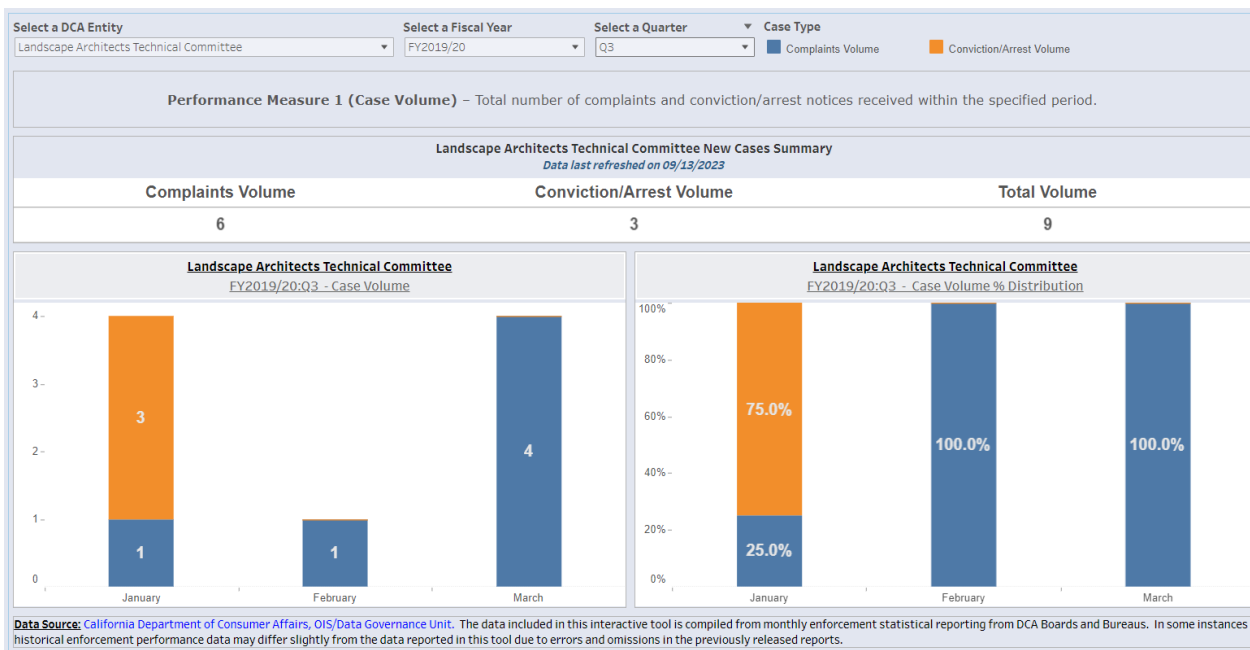 Select a DCA Entity
Select a Fiscal Year
Select a Quarter
Case Type
Landscape Architects Technical Committee
FY2019/20
Q3
Complaints Volume
Conviction/Arrest Volume
Performance Measure 1 (Case Volume) – Total number of complaints and conviction/arrest notices received within the specified period.
Landscape Architects Technical Committee New Cases Summary
Data last refreshed on 09/13/2023
Complaints Volume
Conviction/Arrest Volume
Total Volume
6
3
9
Landscape Architects Technical Committee
FY2019/20:Q3 - Case Volume
4
3
2
1
0
3
1
1
4
January
February
March
Landscape Architects Technical Committee
FY2019/20:Q3 - Case Volume % Distribution
100%
80%
60%
40%
20%
0%
75.0%
25.0%
100.0%
100.0%
January
February
March
Data Source: California Department of Consumer Affairs, OIS/Data Governance Unit. The data included in this interactive tool is compiled from monthly enforcement statistical reporting from DCA Boards and Bureaus. In some instances
historical enforcement performance data may differ slightly from the data reported in this tool due to errors and omissions in the previously released reports.